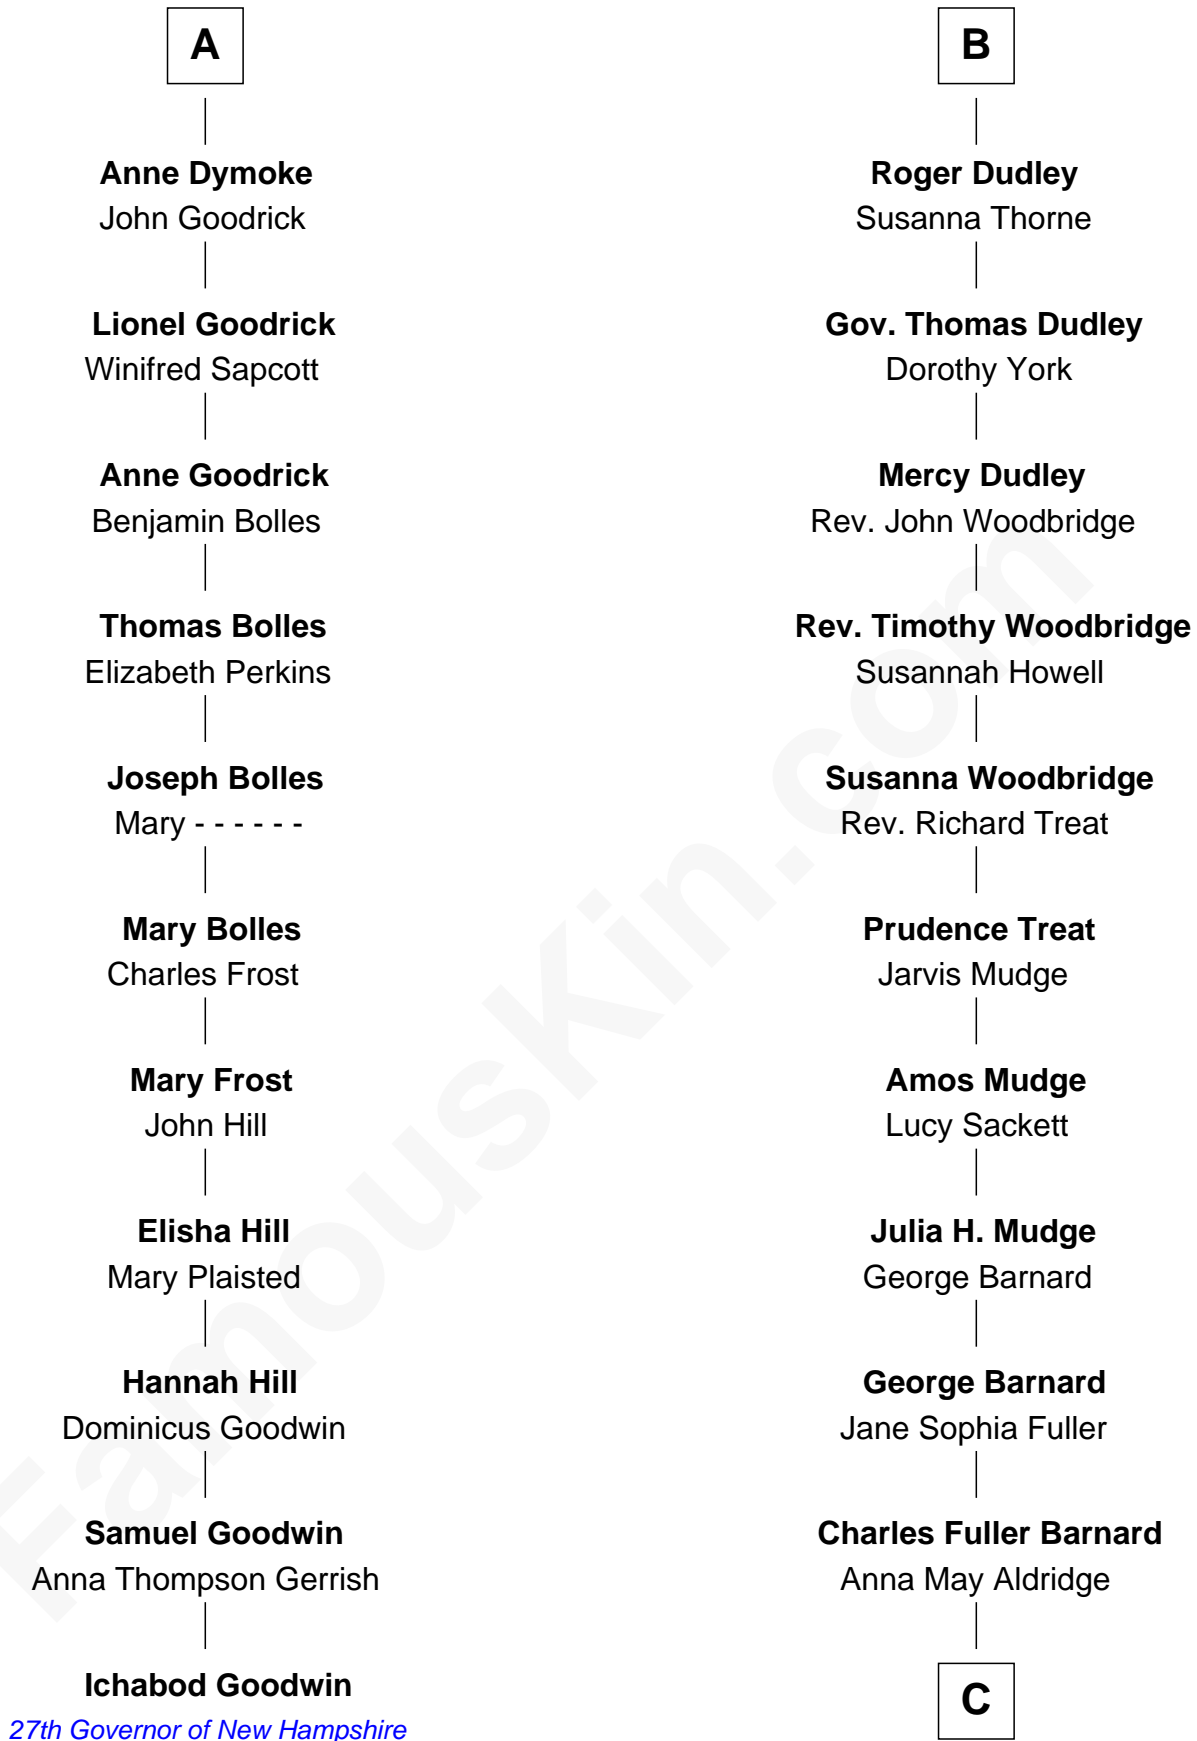 A
Anne Dymoke
John Goodrick
Lionel Goodrick
Winifred Sapcott
Anne Goodrick
Benjamin Bolles
Thomas Bolles
Elizabeth Perkins
Joseph Bolles
Mary - - - - - -
Mary Bolles
Charles Frost
Mary Frost
John Hill
Elisha Hill
Mary Plaisted
Hannah Hill
Dominicus Goodwin
Samuel Goodwin
Anna Thompson Gerrish
Ichabod Goodwin
27th Governor of New Hampshire
B
Roger Dudley
Susanna Thorne
Gov. Thomas Dudley
Dorothy York
Mercy Dudley
Rev. John Woodbridge
Rev. Timothy Woodbridge
Susannah Howell
Susanna Woodbridge
Rev. Richard Treat
Prudence Treat
Jarvis Mudge
Amos Mudge
Lucy Sackett
Julia H. Mudge
George Barnard
George Barnard
Jane Sophia Fuller
Charles Fuller Barnard
Anna May Aldridge
C
FamousKin.com